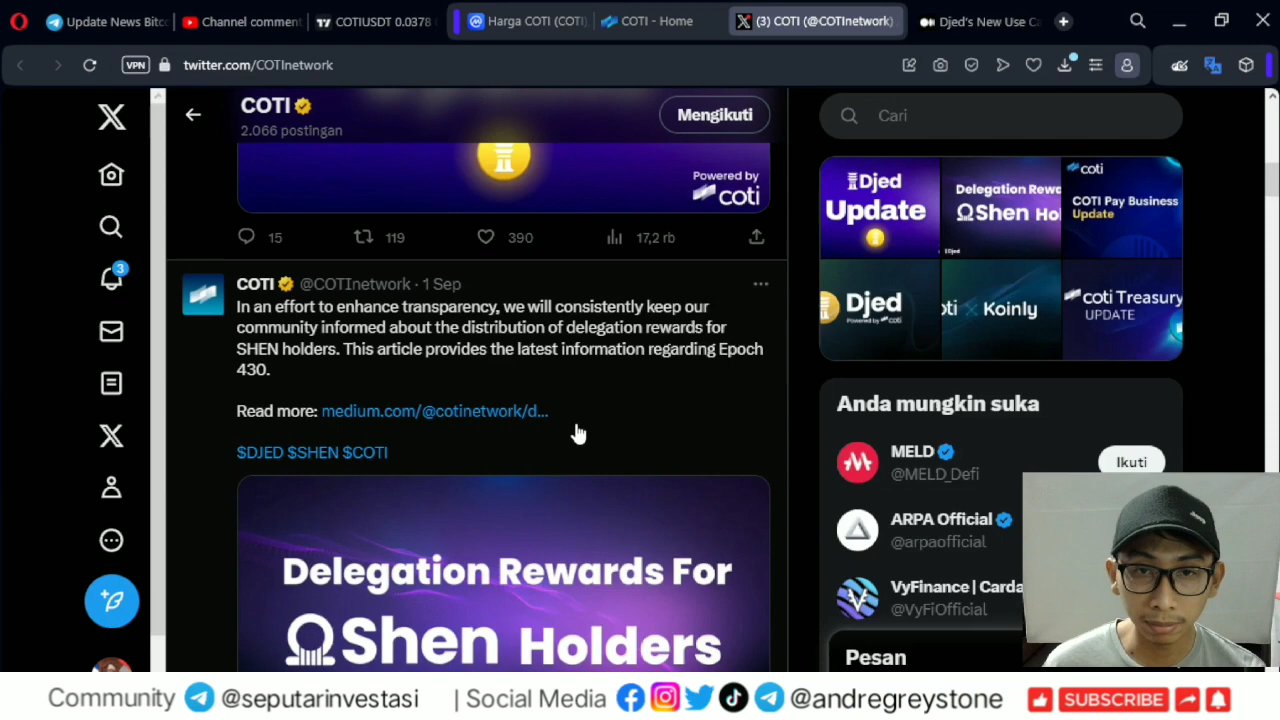 Update News Bitco
Channel comment
COTIUSDT 0.0378
Harga COTI (COTI)
COTI - Home
(3) COTI (@COTInetwork)
Djed's New Use Ca
VPN
twitter.com/COTInetwork
COTI
2.066 postingan
Mengikuti
Powered by
coti
15
119
390
17,2 rb
COTI @COTInetwork · 1 Sep
In an effort to enhance transparency, we will consistently keep our
community informed about the distribution of delegation rewards for
SHEN holders. This article provides the latest information regarding Epoch
430.
Read more: medium.com/@cotinetwork/d...
$DJED $SHEN $COTI
Delegation Rewards For
Shen Holders
3
Cari
Djed
Update
Delegation Rewa
Shen Hol
Djed
coti
COTI Pay Business
Update
Djed
Powered by coti
oti x Koinly
coti Treasury
UPDATE
Anda mungkin suka
MELD
@MELD_Defi
Ikuti
ARPA Official
@arpaofficial
VyFinance | Carda
@VyFiOfficial
Pesan
Community @seputarinvestasi | Social Media @andregreystone SUBSCRIBE